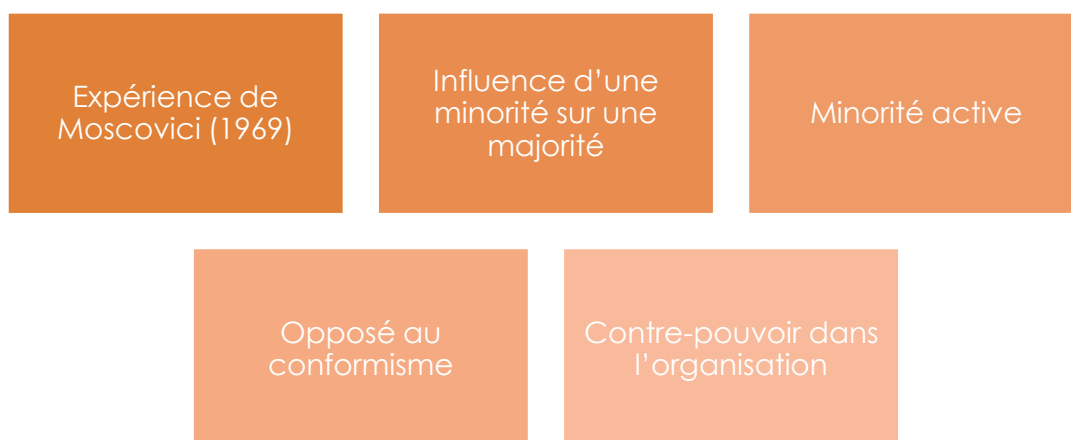 Expérience de
Moscovici (1969)
Influence d’une
minorité sur une
majorité
Minorité active
Opposé au
conformisme
Contre-pouvoir dans
l’organisation